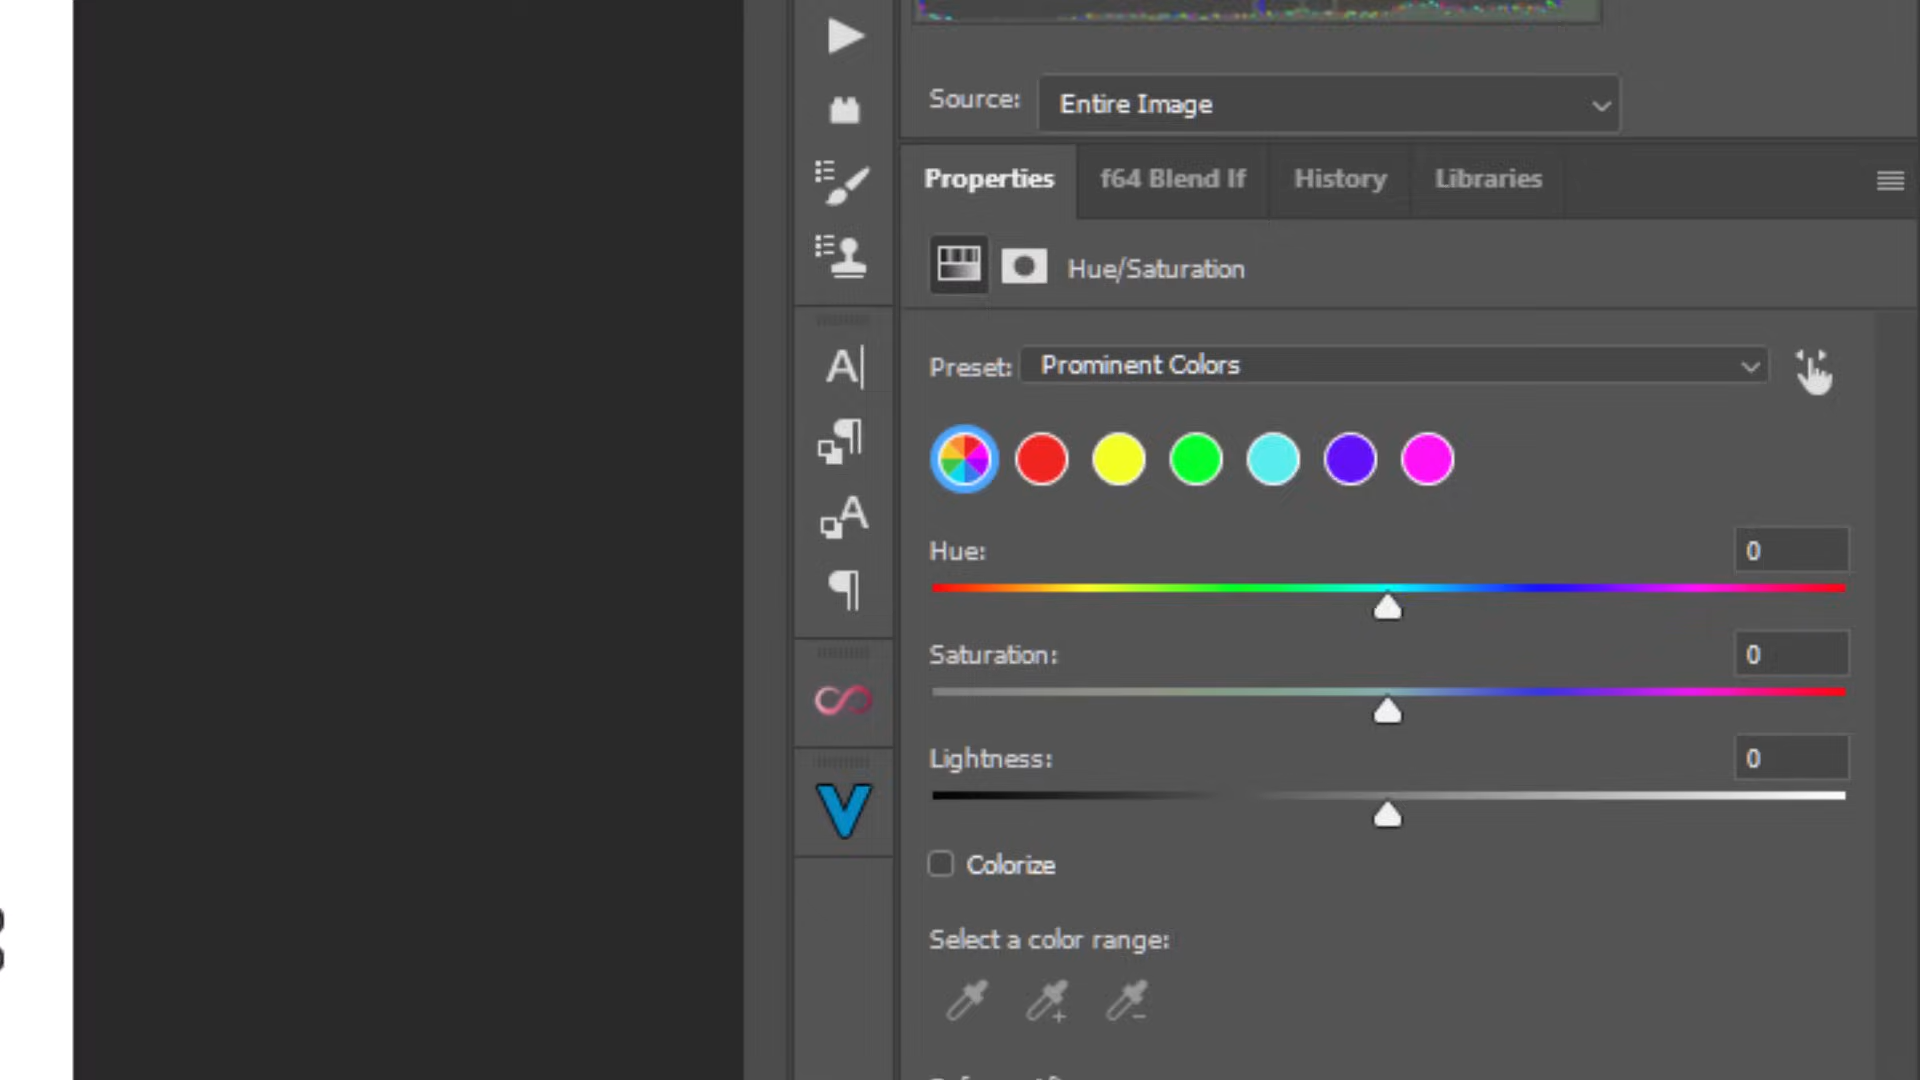 Source: Entire Image
Properties f64 Blend If History Libraries
Hue/Saturation
Preset: Prominent Colors
Hue: 0
Saturation: 0
Lightness: 0
Colorize
Select a color range: